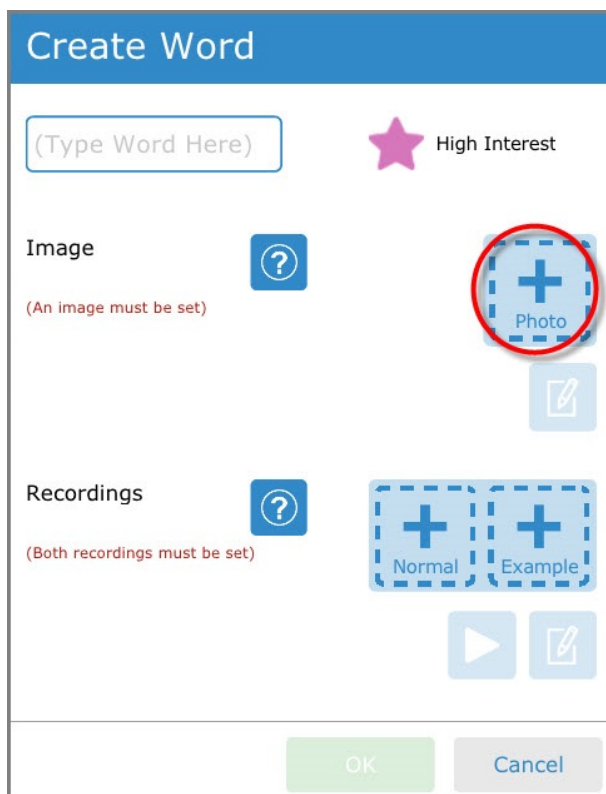 Create Word
(Type Word Here)
High Interest
Image
?
(An image must be set)
Photo
Recordings
?
(Both recordings must be set)
Normal
Example
OK
Cancel